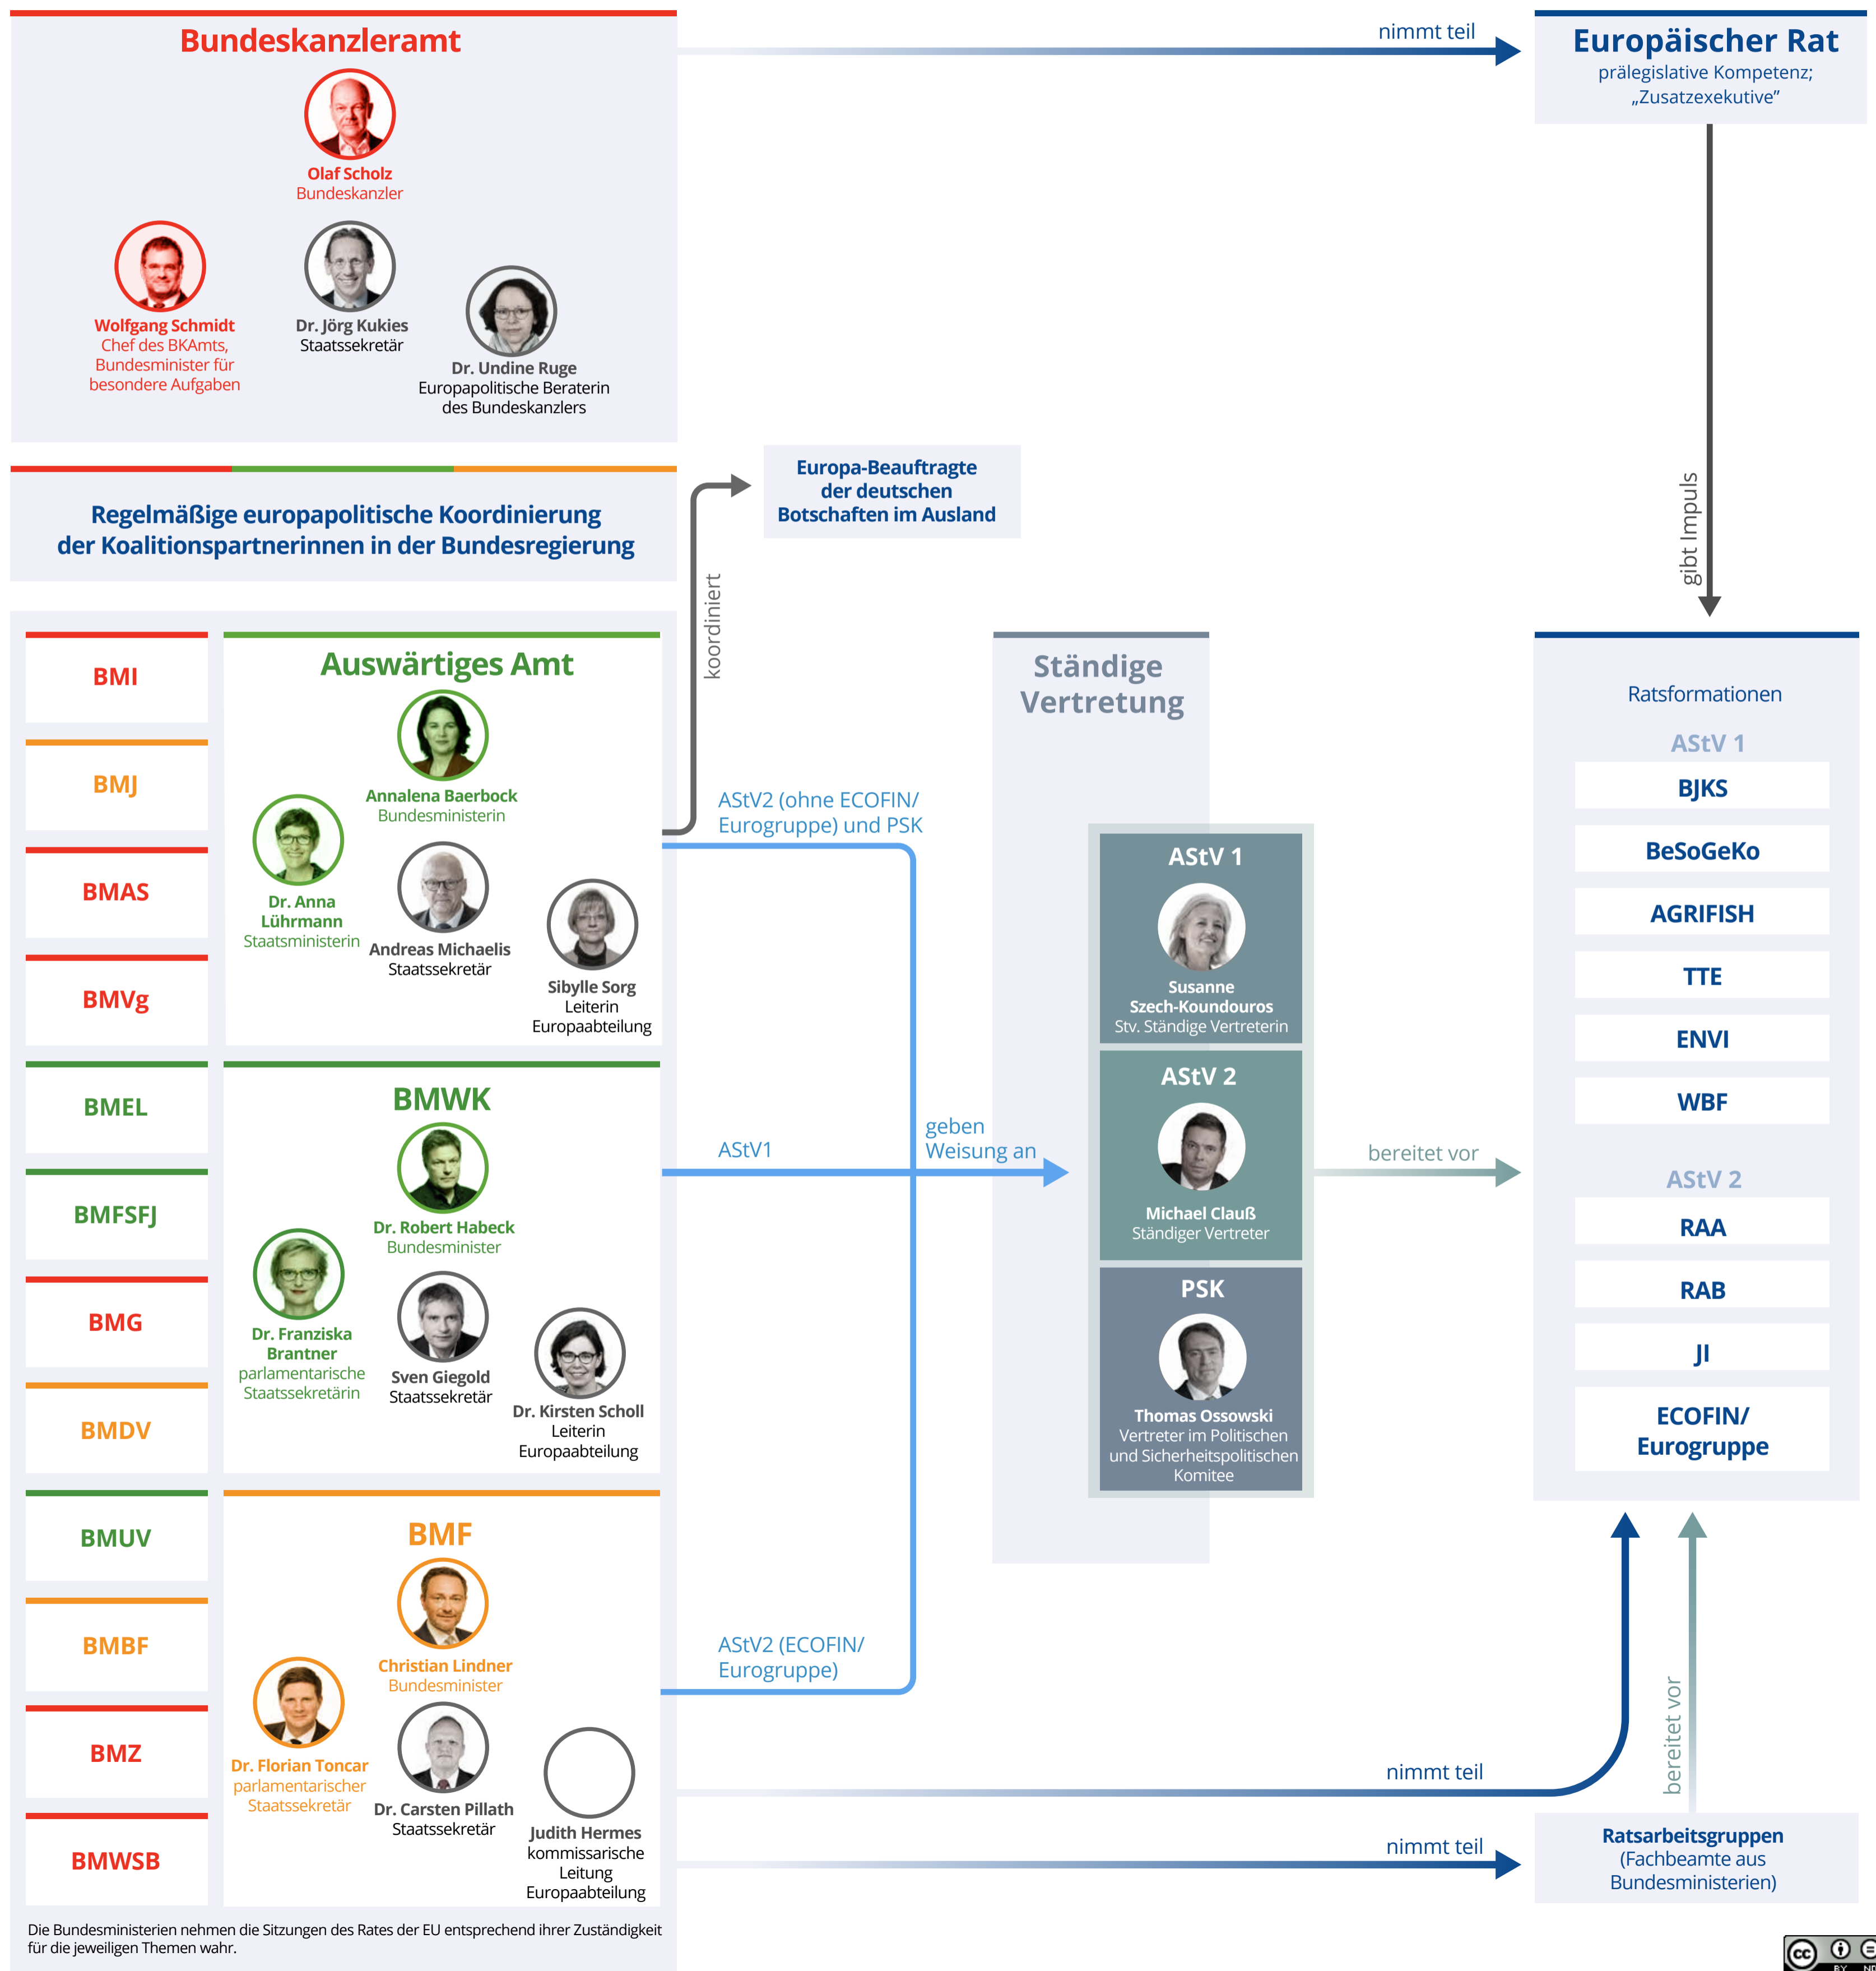 Bundeskanzleramt
Olaf Scholz
Bundeskanzler
Wolfgang Schmidt
Chef des BKAmts,
Bundesminister für
besondere Aufgaben
Dr. Jörg Kukies
Staatssekretär
Dr. Undine Ruge
Europapolitische Beraterin
des Bundeskanzlers
nimmt teil
Europäischer Rat
prälegislative Kompetenz;
„Zusatzexekutive”
gibt Impuls
Regelmäßige europapolitische Koordinierung
der Koalitionspartnerinnen in der Bundesregierung
koordiniert
Europa-Beauftragte
der deutschen
Botschaften im Ausland
BMI
BMJ
BMAS
BMVg
BMEL
BMFSFJ
BMG
BMDV
BMUV
BMBF
BMZ
BMWSB
Auswärtiges Amt
Annalena Baerbock
Bundesministerin
Dr. Anna
Lührmann
Staatsministerin
Andreas Michaelis
Staatssekretär
Sibylle Sorg
Leiterin
Europaabteilung
BMWK
Dr. Robert Habeck
Bundesminister
Dr. Franziska
Brantner
parlamentarische
Staatssekretärin
Sven Giegold
Staatssekretär
Dr. Kirsten Scholl
Leiterin
Europaabteilung
BMF
Christian Lindner
Bundesminister
Dr. Florian Toncar
parlamentarischer
Staatssekretär
Dr. Carsten Pillath
Staatssekretär
Judith Hermes
kommissarische
Leitung
Europaabteilung
Die Bundesministerien nehmen die Sitzungen des Rates der EU entsprechend ihrer Zuständigkeit
für die jeweiligen Themen wahr.
AStV2 (ohne ECOFIN/
Eurogruppe) und PSK
AStV1
AStV2 (ECOFIN/
Eurogruppe)
geben
Weisung an
Ständige
Vertretung
AStV 1
Susanne
Szech-Koundouros
Stv. Ständige Vertreterin
AStV 2
Michael Clauß
Ständiger Vertreter
PSK
Thomas Ossowski
Vertreter im Politischen
und Sicherheitspolitischen
Komitee
bereitet vor
Ratsformationen
AStV 1
BJKS
BeSoGeKo
AGRIFISH
TTE
ENVI
WBF
AStV 2
RAA
RAB
JI
ECOFIN/
Eurogruppe
nimmt teil
bereitet vor
nimmt teil
Ratsarbeitsgruppen
(Fachbeamte aus
Bundesministerien)
cc
BY ND